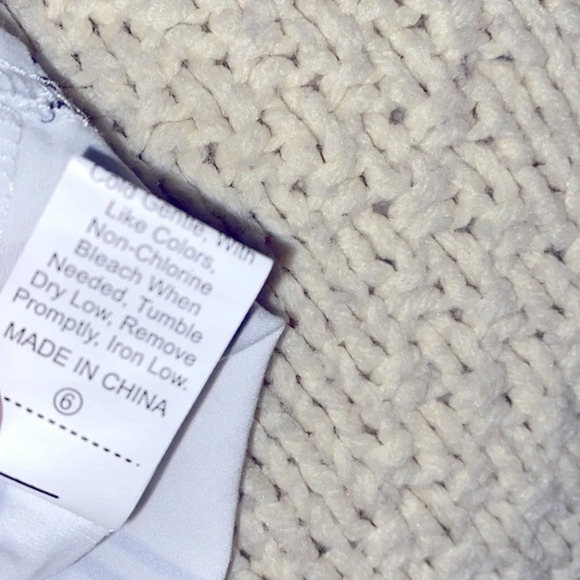 Cold Gentle. With
Like Colors,
Non-Chlorine
Bleach When
Needed, Tumble
Dry Low, Remove
Promptly, Iron Low.
MADE IN CHINA
6